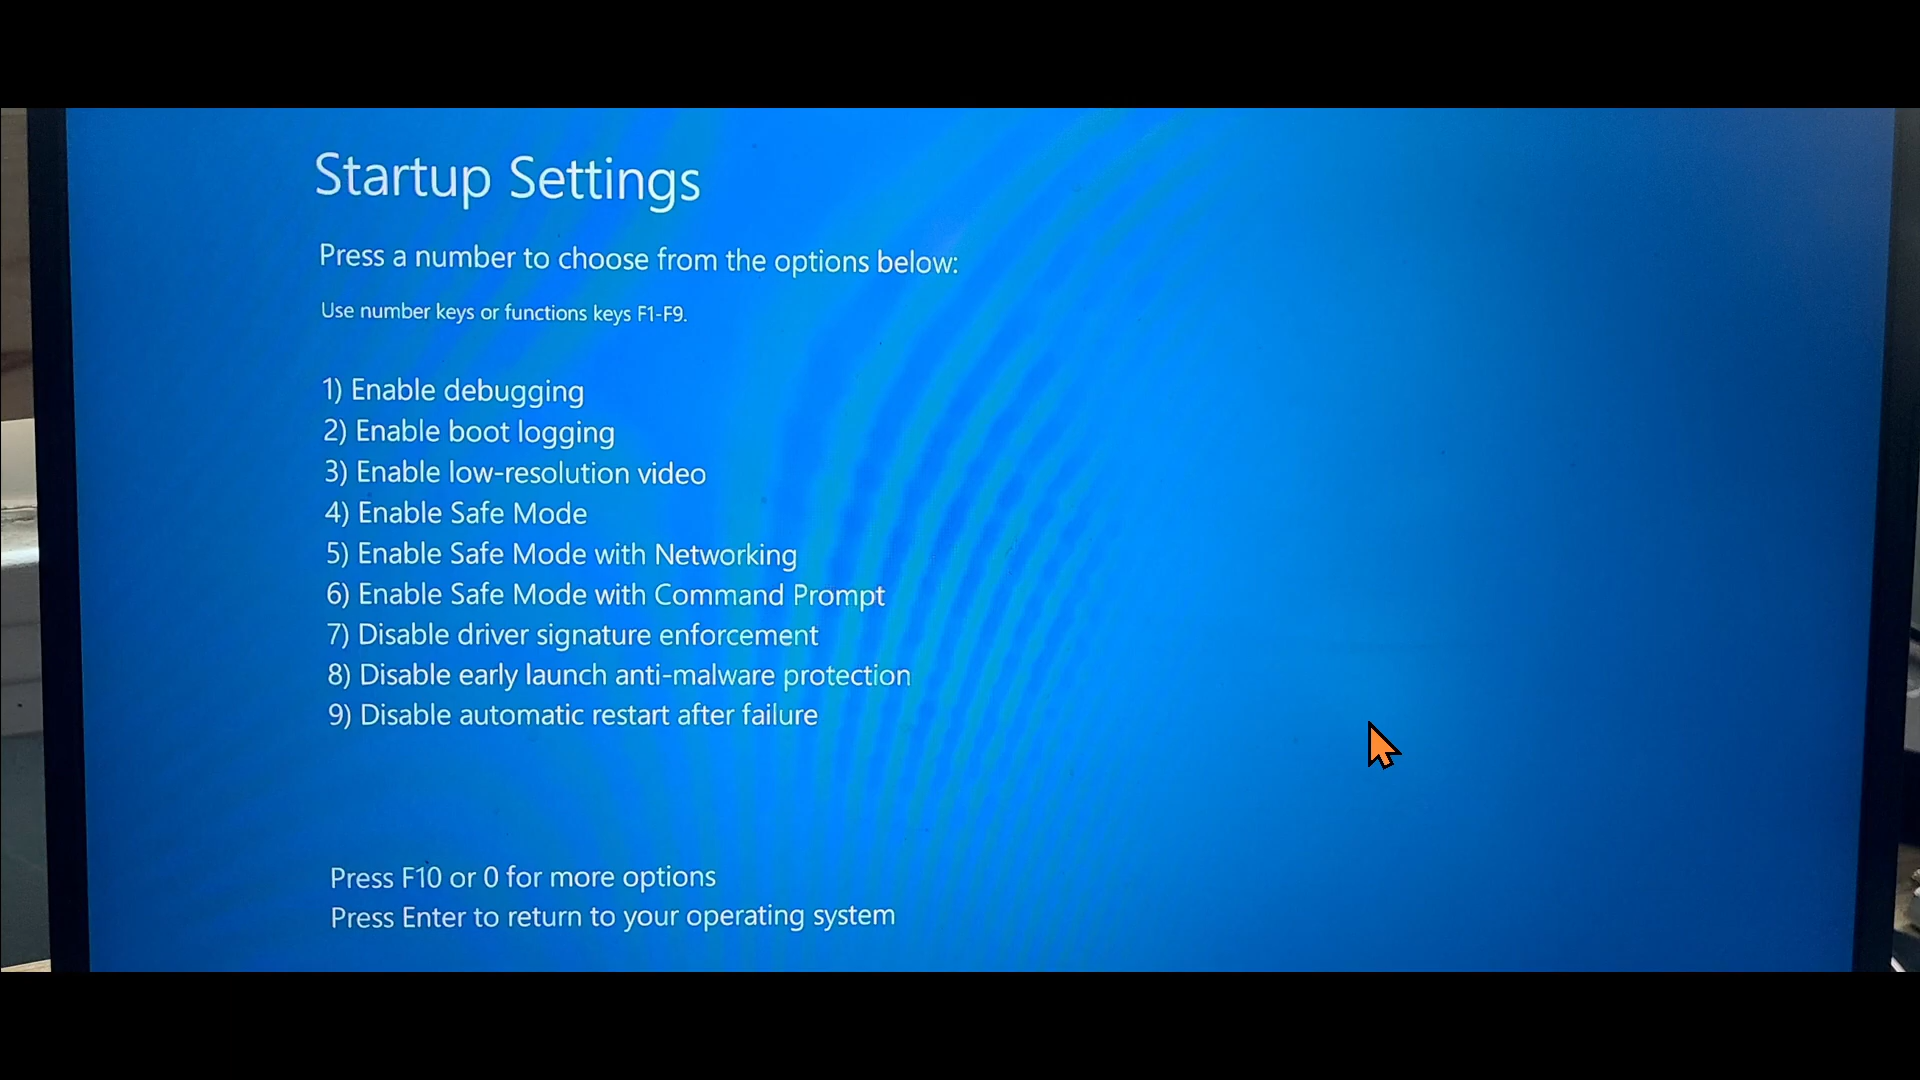 Startup Settings
Press a number to choose from the options below:
Use number keys or functions keys F1-F9.
1) Enable debugging
2) Enable boot logging
3) Enable low-resolution video
4) Enable Safe Mode
5) Enable Safe Mode with Networking
6) Enable Safe Mode with Command Prompt
7) Disable driver signature enforcement
8) Disable early launch anti-malware protection
9) Disable automatic restart after failure
Press F10 or 0 for more options
Press Enter to return to your operating system